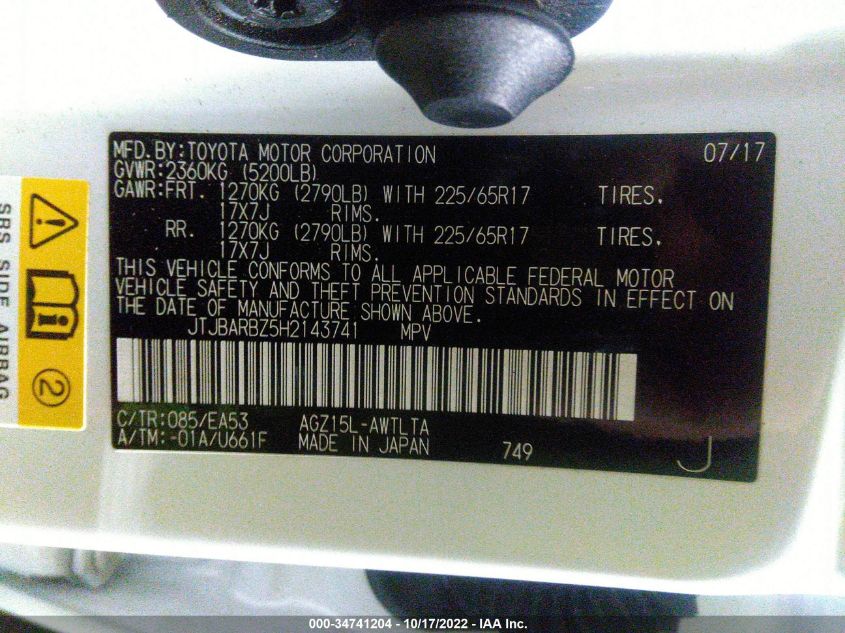 MFD.BY:TOYOTA MOTOR CORPORATION 07/17
GVWR:2360KG (5200LB)
GAWR:FRT. 1270KG (2790LB) WITH 225/65R17 TIRES.
17X7J RIMS.
RR. 1270KG (2790LB) WITH 225/65R17 TIRES.
17X7J RIMS.
THIS VEHICLE CONFORMS TO ALL APPLICABLE FEDERAL MOTOR
VEHICLE SAFETY AND THEFT PREVENTION STANDARDS IN EFFECT ON
THE DATE OF MANUFACTURE SHOWN ABOVE.
JTJBARBZ5H2143741 MPV
C/TR:085/EA53 AGZ15L-AWTLTA
A/TM:-01A/U661F MADE IN JAPAN 749
J
SRS SIDE AIRBAG
2
000-34741204 - 10/17/2022 - IAA Inc.